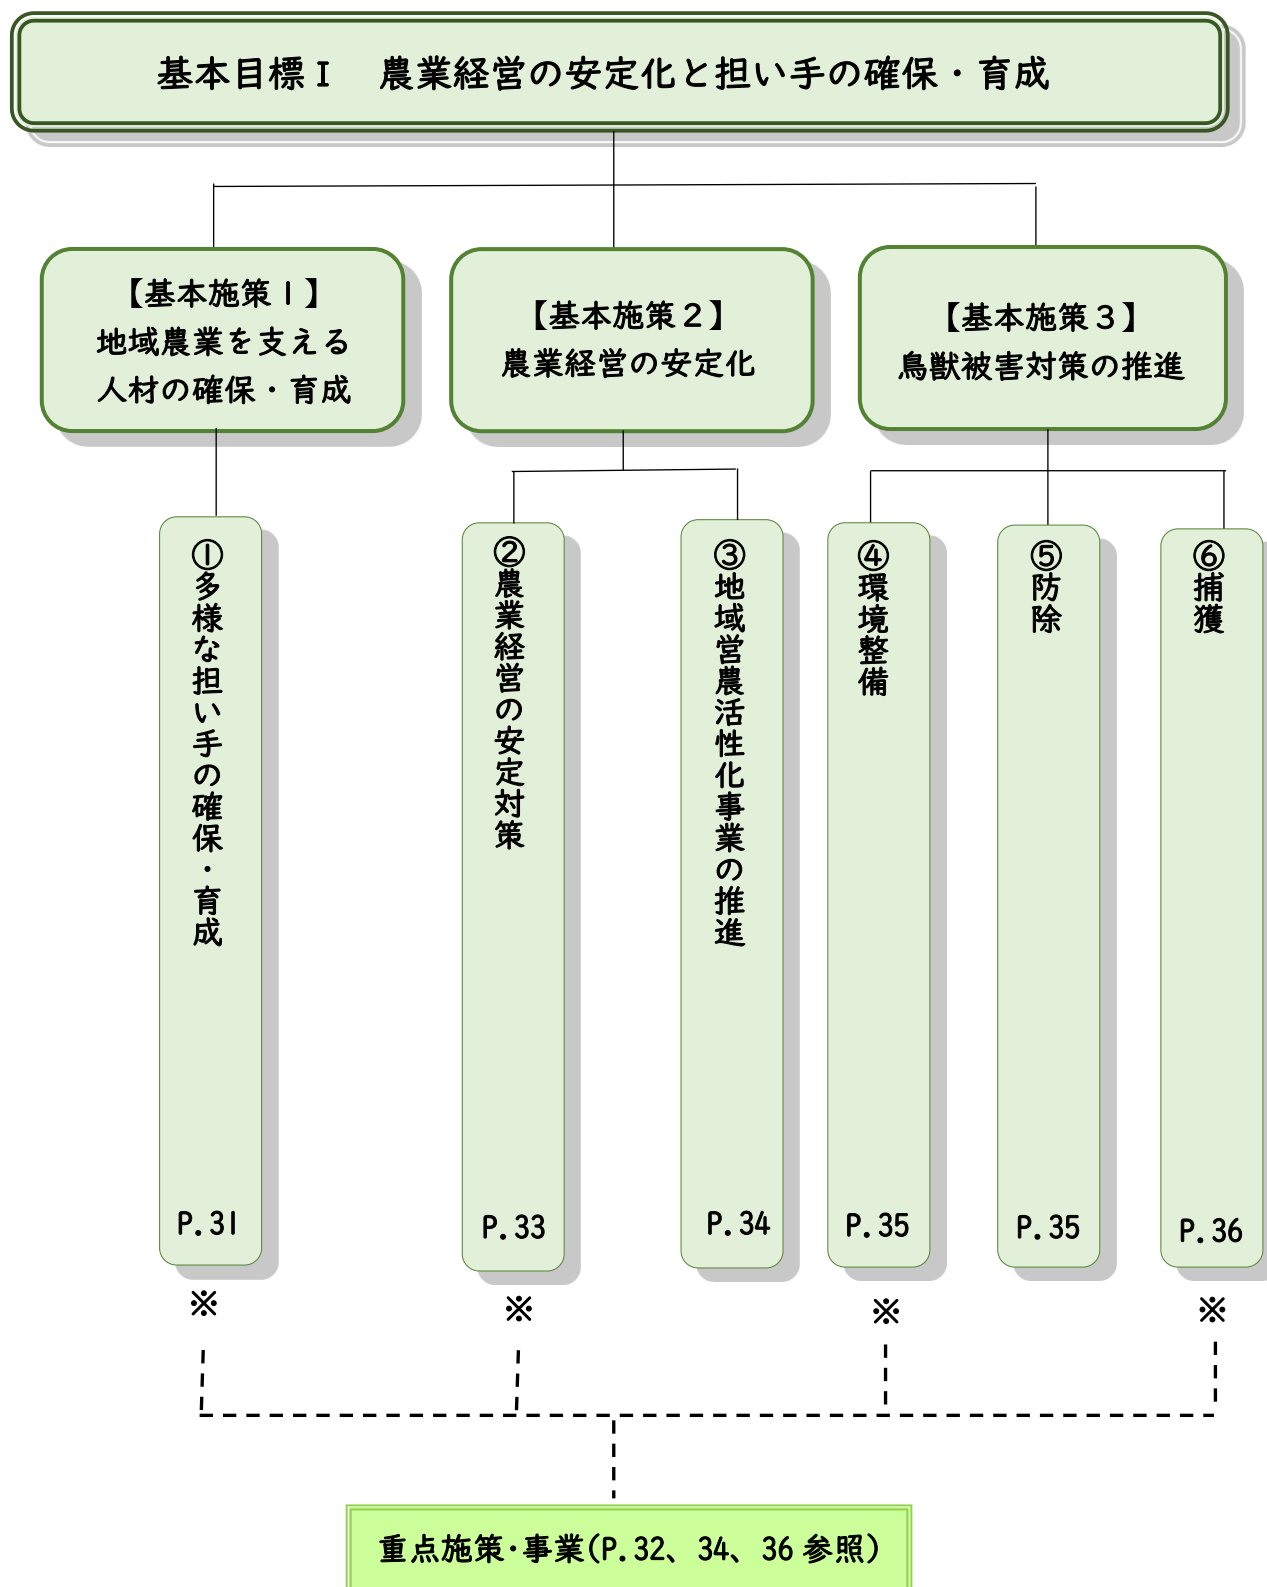 基本目標Ⅰ　農業経営の安定化と担い手の確保・育成
【基本施策１】
地域農業を支える
人材の確保・育成
【基本施策２】
農業経営の安定化
【基本施策３】
鳥獣被害対策の推進
①多様な担い手の確保・育成
P.31
②農業経営の安定対策
P.33
③地域営農活性化事業の推進
P.34
④環境整備
P.35
⑤防除
P.35
⑥捕獲
P.36
※
※
※
※
重点施策・事業(P.32、34、36 参照)